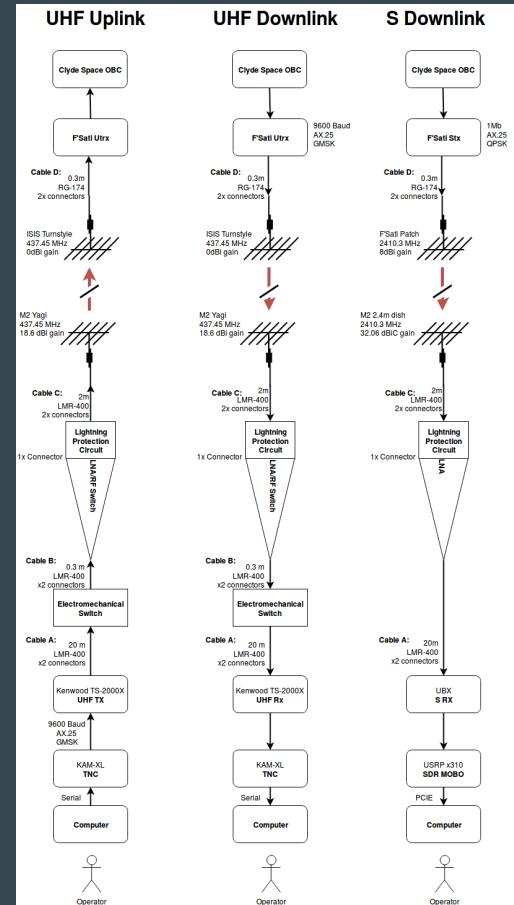 UHF Uplink
Clyde Space OBC
F'Sati Utrx
Cable D:
0.3m
RG-174
2x connectors
ISIS Turnstyle
437.45 MHz
0dBi gain
M2 Yagi
437.45 MHz
18.6 dBi gain
Cable C:
2m
LMR-400
2x connectors
Lightning
Protection
Circuit
1x Connector
LNA/RF Switch
Cable B:
0.3 m
LMR-400
x2 connectors
Electromechanical
Switch
Cable A:
20 m
LMR-400
x2 connectors
Kenwood TS-2000X
UHF TX
9600 Baud
AX.25
GMSK
KAM-XL
TNC
Serial
Computer
Operator
UHF Downlink
Clyde Space OBC
9600 Baud
AX.25
GMSK
F'Sati Utrx
Cable D:
0.3m
RG-174
2x connectors
ISIS Turnstyle
437.45 MHz
0dBi gain
M2 Yagi
437.45 MHz
18.6 dBi gain
Cable C:
2m
LMR-400
2x connectors
Lightning
Protection
Circuit
1x Connector
LNA/RF Switch
Cable B:
0.3 m
LMR-400
x2 connectors
Electromechanical
Switch
Cable A:
20 m
LMR-400
x2 connectors
Kenwood TS-2000X
UHF Rx
KAM-XL
TNC
Serial
Computer
Operator
S Downlink
Clyde Space OBC
1Mb
AX.25
QPSK
F'Sati Stx
Cable D:
0.3m
RG-174
2x connectors
F'Sati Patch
2410.3 MHz
8dBi gain
M2 2.4m dish
2410.3 MHz
32.06 dBiC gain
Cable C:
2m
LMR-400
2x connectors
Lightning
Protection
Circuit
1x Connector
LNA
Cable A:
20m
LMR-400
x2 connectors
UBX
S RX
USRP x310
SDR MOBO
PCIE
Computer
Operator